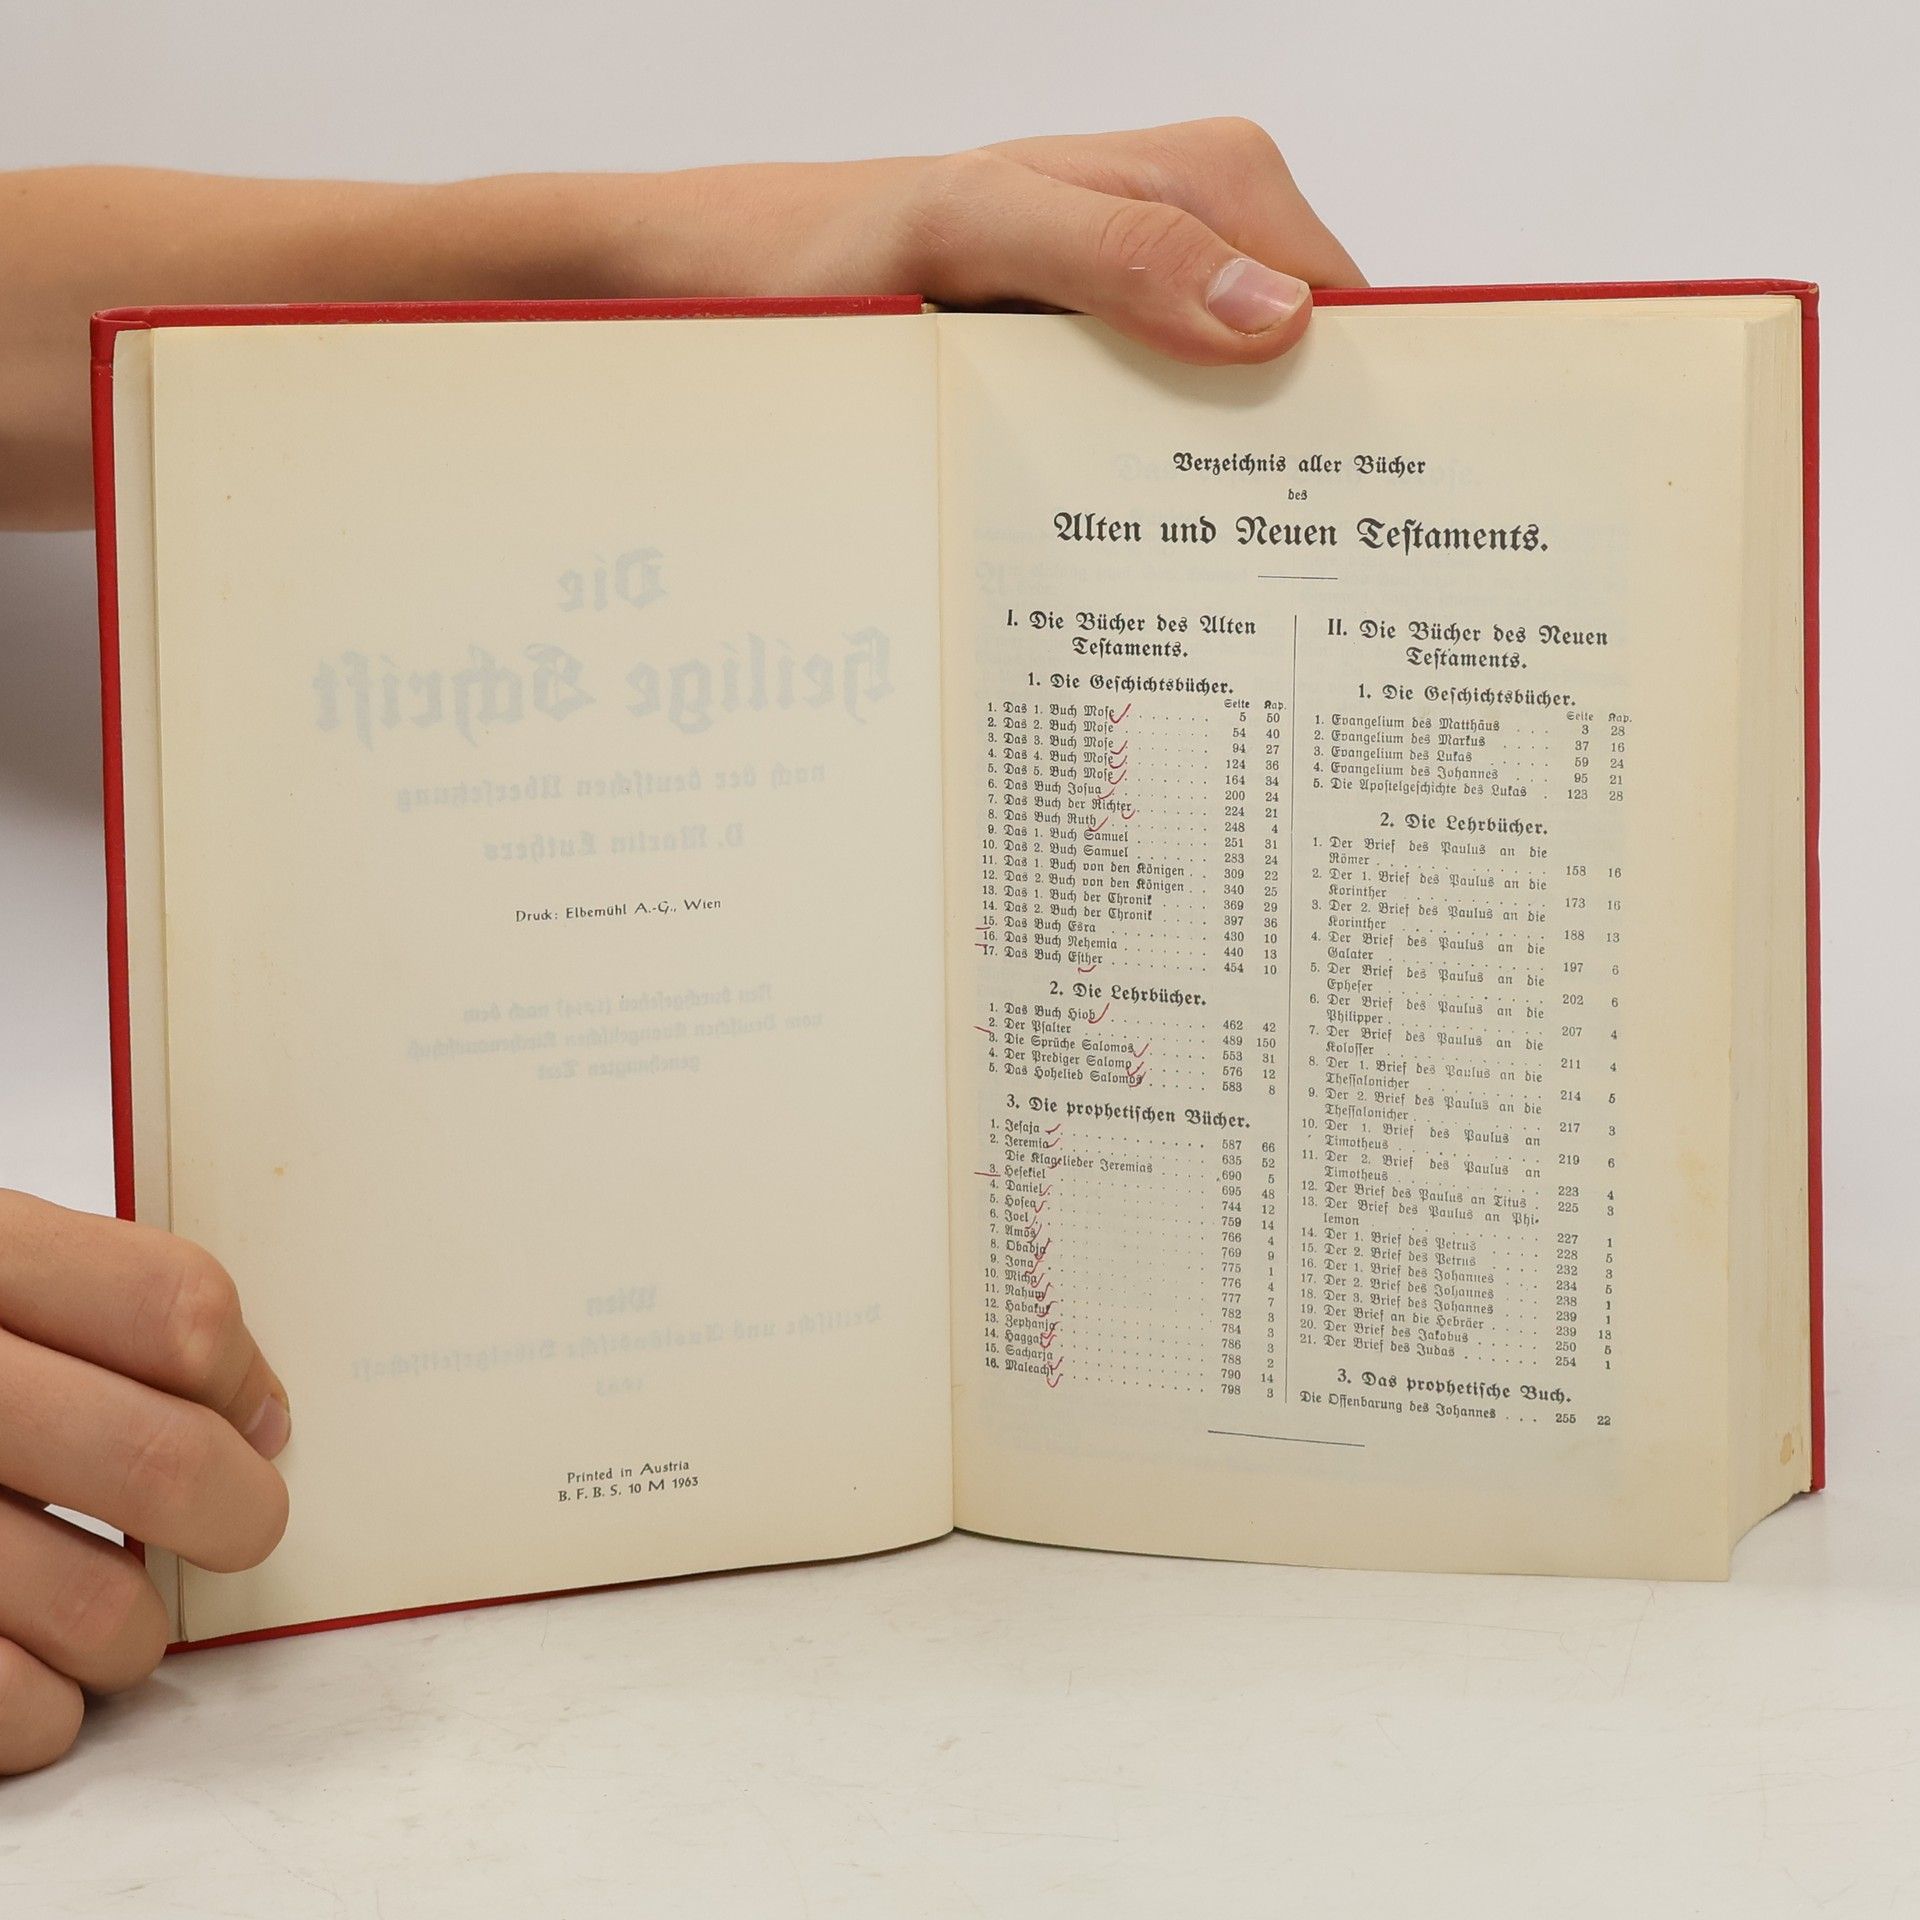 Druck: Elbemühl A.-G., Wien
Printed in Austria
B. F. B. S. 10 M 1963
Verzeichnis aller Bücher
des
Alten und Neuen Testaments.
I. Die Bücher des Alten
Testaments.
1. Die Geschichtsbücher.
Seite Kap.
1. Das 1. Buch Mose . . . . . . . 5 50
2. Das 2. Buch Mose . . . . . . . 54 40
3. Das 3. Buch Mose . . . . . . . 94 27
4. Das 4. Buch Mose . . . . . . . 124 36
5. Das 5. Buch Mose . . . . . . . 164 34
6. Das Buch Josua . . . . . . . 200 24
7. Das Buch der Richter . . . . . . 224 21
8. Das Buch Ruth . . . . . . . . 248 4
9. Das 1. Buch Samuel . . . . . . 251 31
10. Das 2. Buch Samuel . . . . . . 283 24
11. Das 1. Buch von den Königen . . 309 22
12. Das 2. Buch von den Königen . . 340 25
13. Das 1. Buch der Chronik . . . . 369 29
14. Das 2. Buch der Chronik . . . . 397 36
15. Das Buch Esra . . . . . . . . 430 10
16. Das Buch Nehemia . . . . . . 440 13
17. Das Buch Esther . . . . . . . . 454 10
2. Die Lehrbücher.
1. Das Buch Hiob . . . . . . . . 462 42
2. Der Psalter . . . . . . . . . 489 150
3. Die Sprüche Salomos . . . . . 553 31
4. Der Prediger Salomo . . . . . 576 12
5. Das Hohelied Salomos . . . . . 583 8
3. Die prophetischen Bücher.
1. Jesaja . . . . . . . . . . . 587 66
2. Jeremia . . . . . . . . . . . 635 52
Die Klagelieder Jeremias . . . . 690 5
3. Hesekiel . . . . . . . . . . . 695 48
4. Daniel . . . . . . . . . . . 744 12
5. Hosea . . . . . . . . . . . 759 14
6. Joel . . . . . . . . . . . . 766 4
7. Amos . . . . . . . . . . . 769 9
8. Obadja . . . . . . . . . . . 775 1
9. Jona . . . . . . . . . . . . 776 4
10. Micha . . . . . . . . . . . 777 7
11. Nahum . . . . . . . . . . . 782 3
12. Habakuk . . . . . . . . . . 784 3
13. Zephanja . . . . . . . . . . 786 3
14. Haggai . . . . . . . . . . . 788 2
15. Sacharja . . . . . . . . . . 790 14
16. Maleachi . . . . . . . . . . 798 3
II. Die Bücher des Neuen
Testaments.
1. Die Geschichtsbücher.
Seite Kap.
1. Evangelium des Matthäus . . . 3 28
2. Evangelium des Markus . . . . 37 16
3. Evangelium des Lukas . . . . . 59 24
4. Evangelium des Johannes . . . 95 21
5. Die Apostelgeschichte des Lukas . 123 28
2. Die Lehrbücher.
1. Der Brief des Paulus an die
Römer . . . . . . . . . . . 158 16
2. Der 1. Brief des Paulus an die
Korinther . . . . . . . . . . 173 16
3. Der 2. Brief des Paulus an die
Korinther . . . . . . . . . . 188 13
4. Der Brief des Paulus an die
Galater . . . . . . . . . . . 197 6
5. Der Brief des Paulus an die
Epheser . . . . . . . . . . . 202 6
6. Der Brief des Paulus an die
Philipper . . . . . . . . . . 207 4
7. Der Brief des Paulus an die
Kolosser . . . . . . . . . . 211 4
8. Der 1. Brief des Paulus an die
Thessalonicher . . . . . . . . 214 5
9. Der 2. Brief des Paulus an die
Thessalonicher . . . . . . . . 217 3
10. Der 1. Brief des Paulus an
Timotheus . . . . . . . . . . 219 6
11. Der 2. Brief des Paulus an
Timotheus . . . . . . . . . . 223 4
12. Der Brief des Paulus an Titus . 225 3
13. Der Brief des Paulus an Phi-
lemon . . . . . . . . . . . 227 1
14. Der 1. Brief des Petrus . . . . 228 5
15. Der 2. Brief des Petrus . . . . 232 3
16. Der 1. Brief des Johannes . . . 234 5
17. Der 2. Brief des Johannes . . . 238 1
18. Der 3. Brief des Johannes . . . 239 1
19. Der Brief an die Hebräer . . . 239 13
20. Der Brief des Jakobus . . . . . 250 5
21. Der Brief des Judas . . . . . . 254 1
3. Das prophetische Buch.
Die Offenbarung des Johannes . . . 255 22